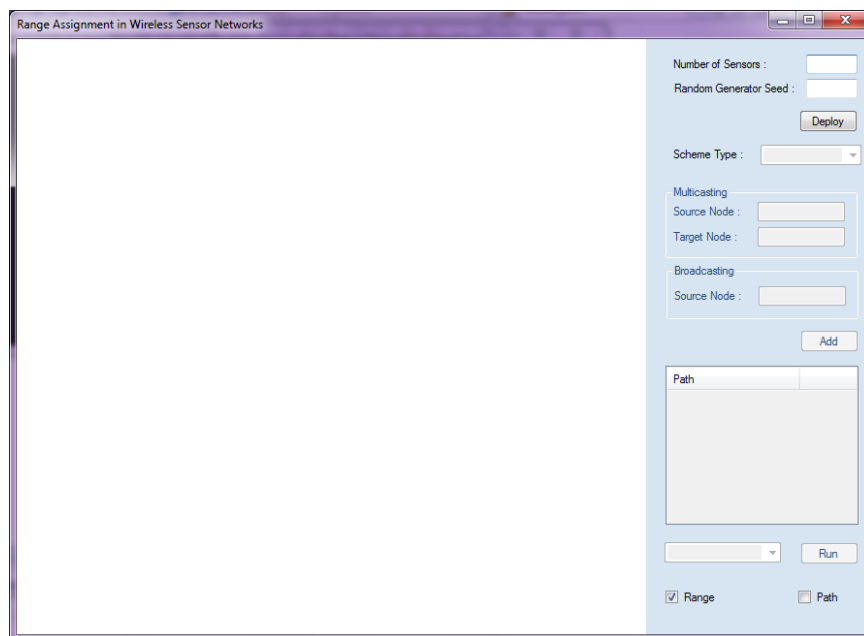 Range Assignment in Wireless Sensor Networks
Number of Sensors :
Random Generator Seed :
Deploy
Scheme Type :
Multicasting
Source Node :
Target Node :
Broadcasting
Source Node :
Add
Path
Run
Range
Path